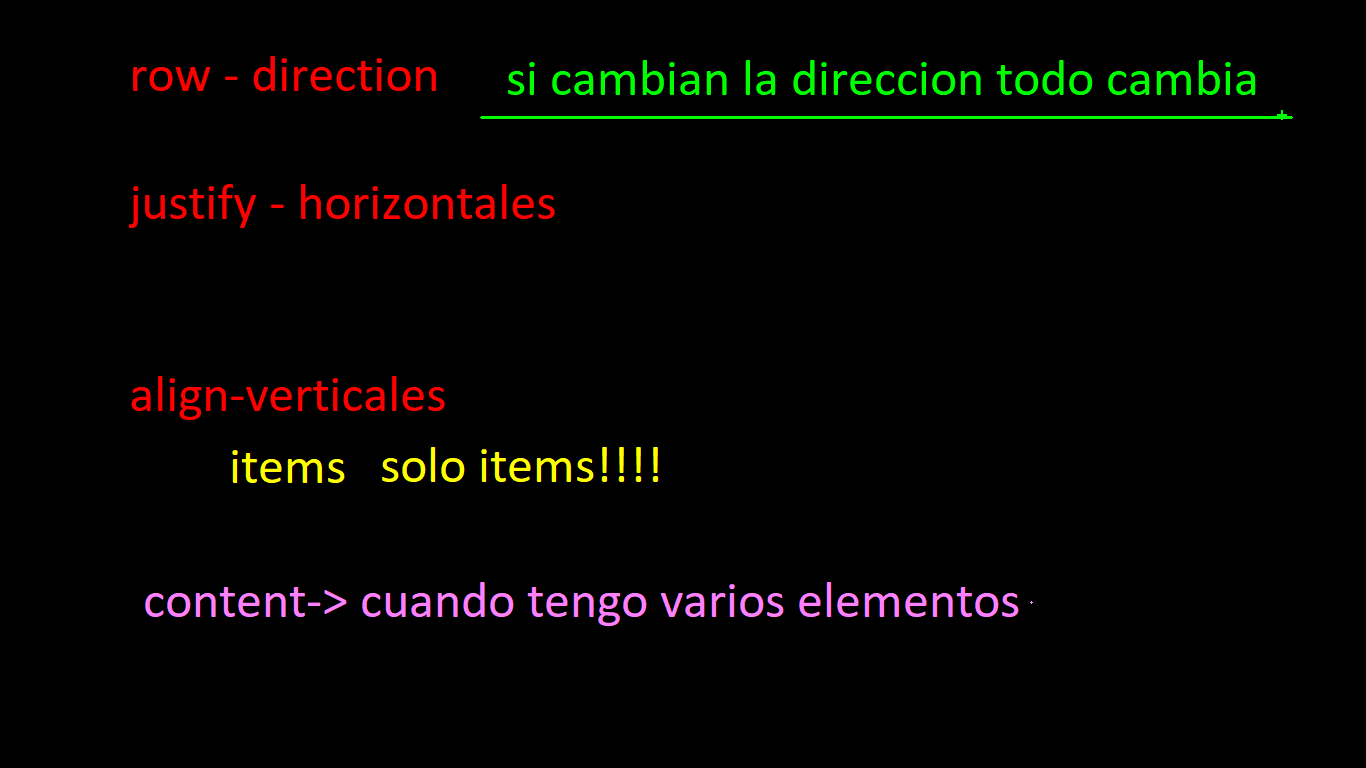 row - direction si cambian la direccion todo cambia
justify - horizontales
align-verticales
items solo items!!!!
content-> cuando tengo varios elementos